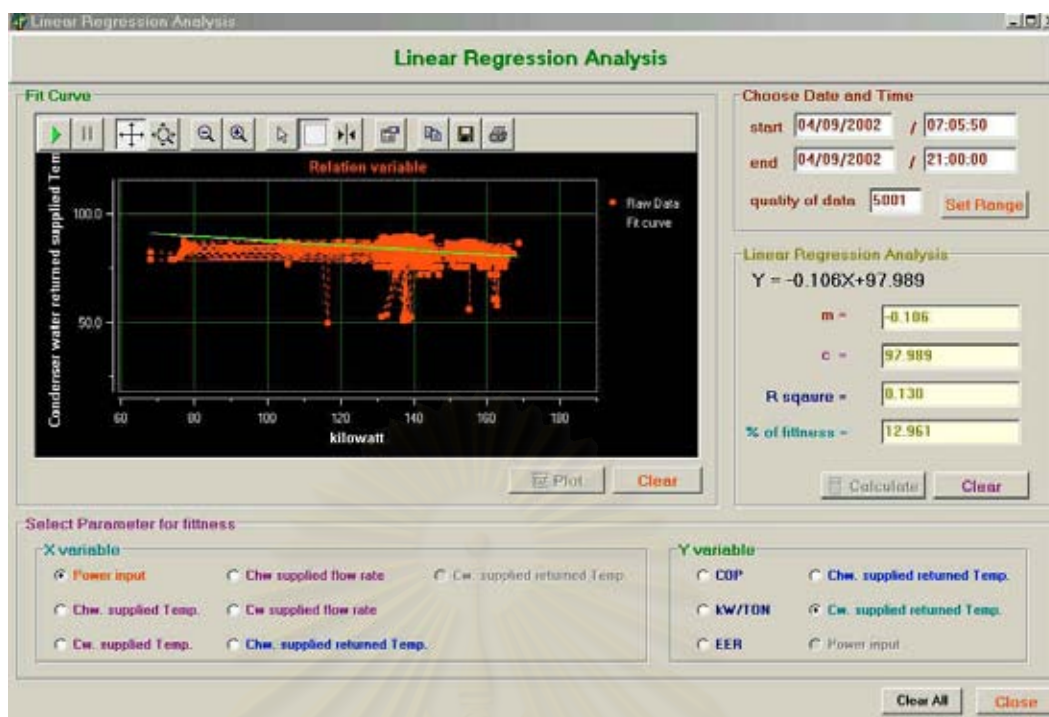 Linear Regression Analysis
Linear Regression Analysis
Fit Curve
Relation variable
Condenser water returned supplied Tem
100.0
50.0
60 80 100 120 140 160 180
kilowatt
Raw Data
Fit curve
Plot Clear
Choose Date and Time
start 04/09/2002 / 07:05:50
end 04/09/2002 / 21:00:00
quality of data 5001 Set Range
Linear Regression Analysis
Y = -0.106X+97.989
m = -0.106
c = 97.989
R sqaure = 0.130
% of fittness = 12.961
Calculate Clear
Select Parameter for fittness
X variable
Power input Chw supplied flow rate Cw. supplied returned Temp.
Chw. supplied Temp. Cw supplied flow rate
Cw. supplied Temp. Chw. supplied returned Temp.
Y variable
COP Chw. supplied returned Temp.
kW/TON Cw. supplied returned Temp.
EER Power input
Clear All Close